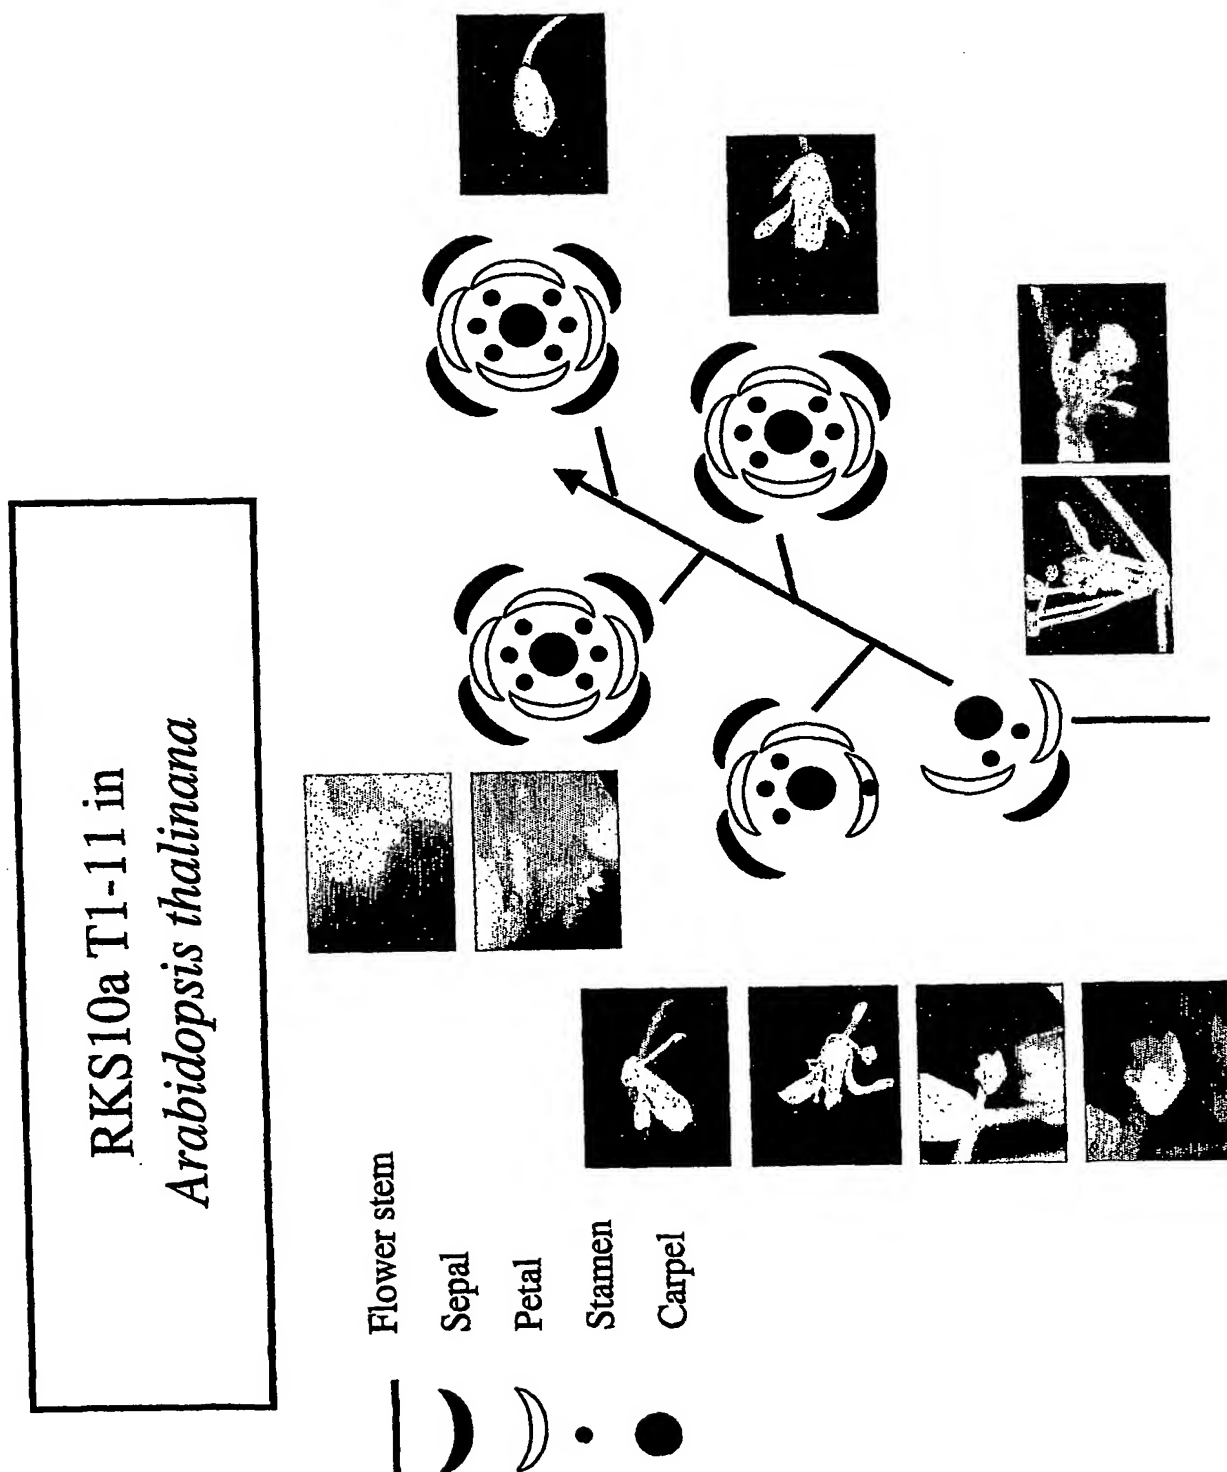 RKS10a T1-11 in
Arabidopsis thalinana
Flower stem
Sepal
Petal
Stamen
Carpel